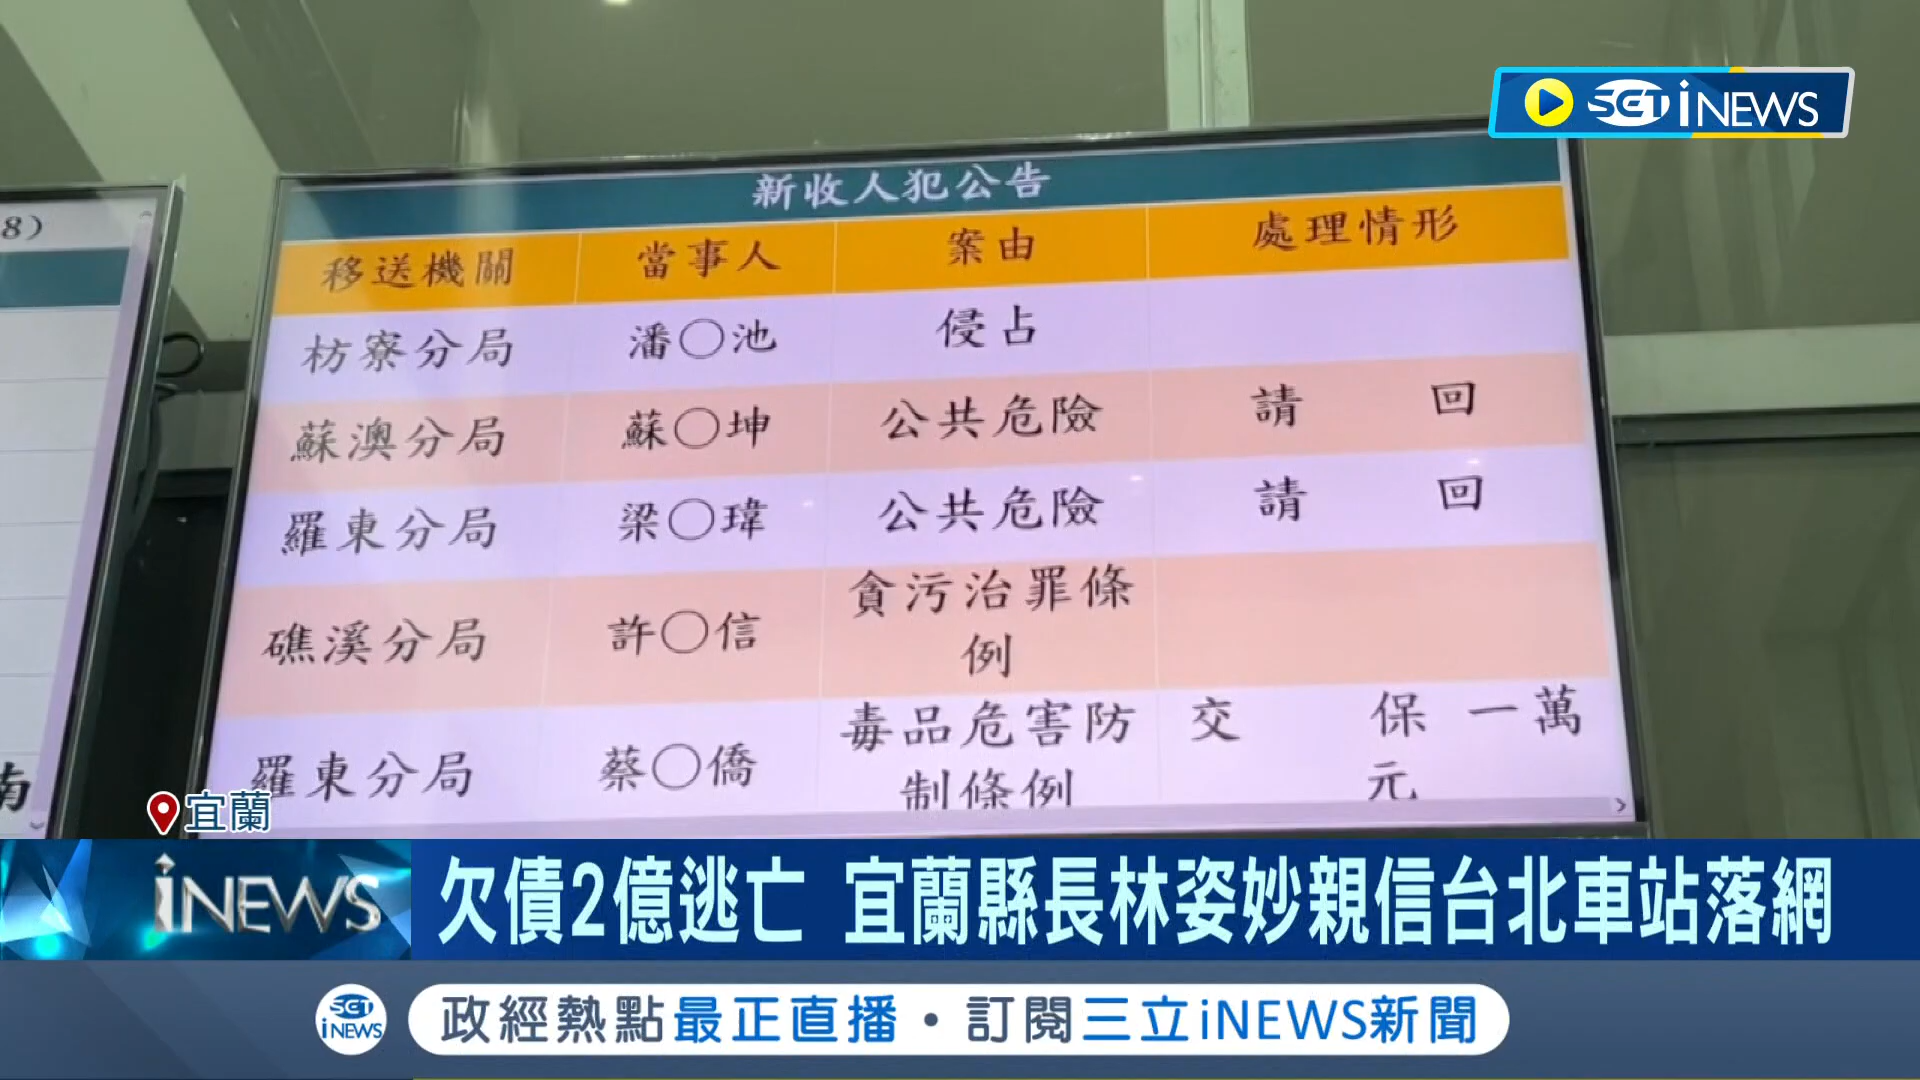 SET iNEWS
8)
新收人犯公告
移送機關 當事人 案由 處理情形
枋寮分局 潘○池 侵占
蘇澳分局 蘇○坤 公共危險 請 回
羅東分局 梁○瑋 公共危險 請 回
礁溪分局 許○信 貪污治罪條
例
羅東分局 蔡○僑 毒品危害防 交 保 一萬
制條例 元
南
宜蘭
iNEWS 欠債2億逃亡 宜蘭縣長林姿妙親信台北車站落網
SET iNEWS 政經熱點最正直播・訂閱三立iNEWS新聞